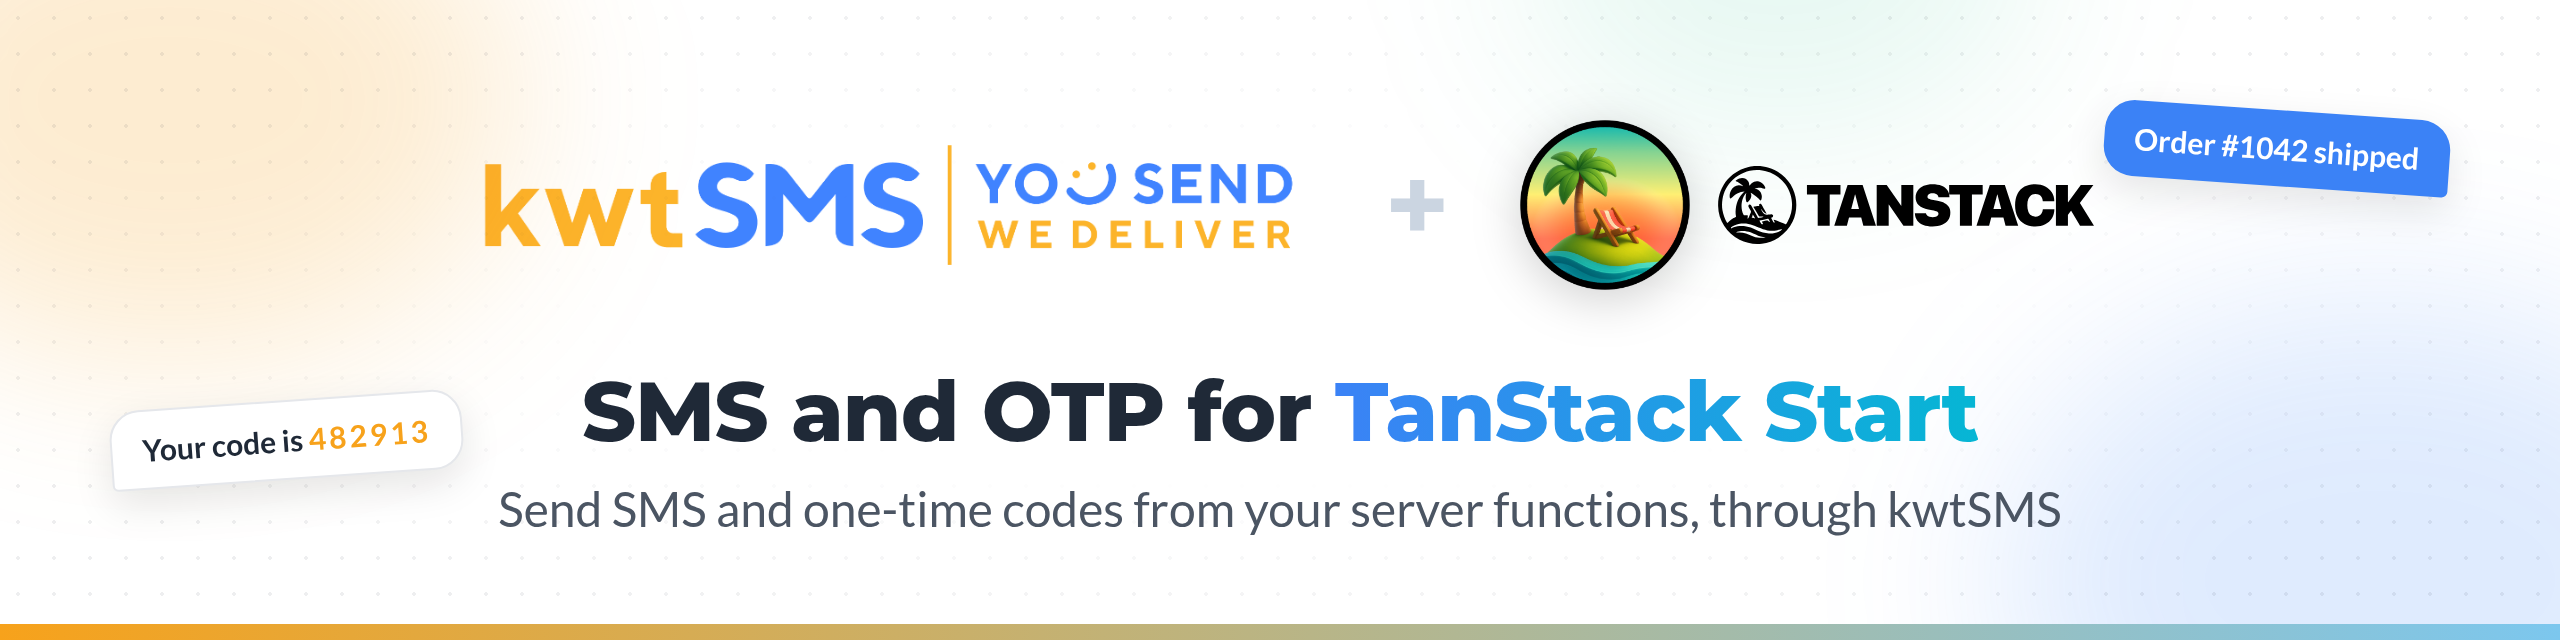 kwtSMS
YOU SEND
WE DELIVER
+
TANSTACK
Order #1042 shipped
SMS and OTP for TanStack Start
Your code is 482913
Send SMS and one-time codes from your server functions, through kwtSMS